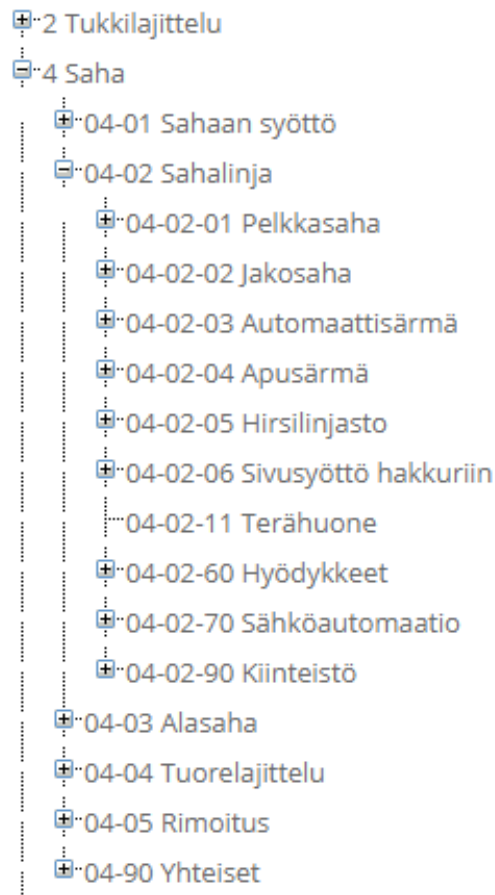 2 Tukkilajittelu
4 Saha
04-01 Sahaan syöttö
04-02 Sahalinja
04-02-01 Pelkkasaha
04-02-02 Jakosaha
04-02-03 Automaattisärmä
04-02-04 Apusärmä
04-02-05 Hirsilinjasto
04-02-06 Sivusyöttö hakkuriin
04-02-11 Terähuone
04-02-60 Hyödykkeet
04-02-70 Sähköautomaatio
04-02-90 Kiinteistö
04-03 Alasaha
04-04 Tuorelajittelu
04-05 Rimoitus
04-90 Yhteiset